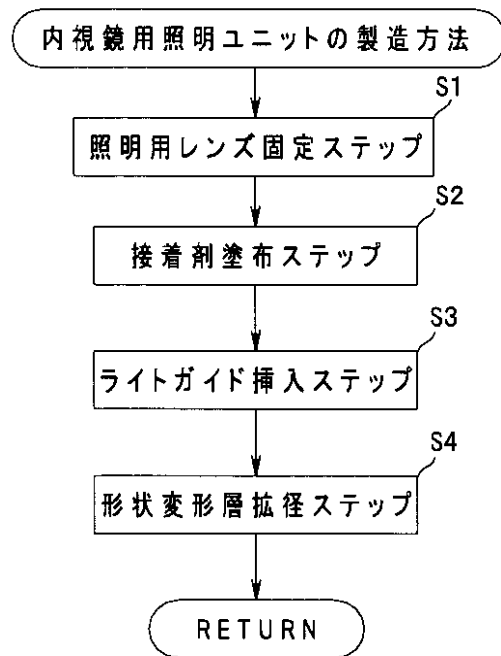 内視鏡用照明ユニットの製造方法
S1
照明用レンズ固定ステップ
S2
接着剤塗布ステップ
S3
ライトガイド挿入ステップ
S4
形状変形層拡径ステップ
RETURN